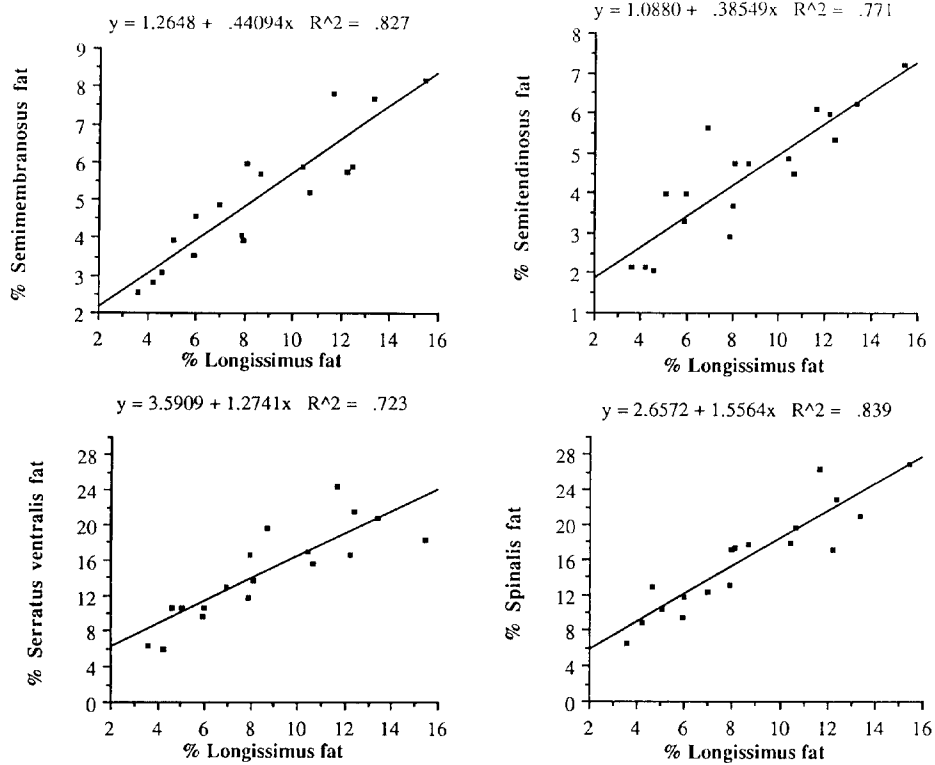 y = 1.2648 + .44094x R^2 = .827
9
8
7
6
5
4
3
2
% Semimembranosus fat
2 4 6 8 10 12 14 16
% Longissimus fat
y = 1.0880 + .38549x R^2 = .771
8
7
6
5
4
3
2
1
% Semitendinosus fat
2 4 6 8 10 12 14 16
% Longissimus fat
y = 3.5909 + 1.2741x R^2 = .723
28
24
20
16
12
8
4
0
% Serratus ventralis fat
2 4 6 8 10 12 14 16
% Longissimus fat
y = 2.6572 + 1.5564x R^2 = .839
28
24
20
16
12
8
4
0
% Spinalis fat
2 4 6 8 10 12 14 16
% Longissimus fat